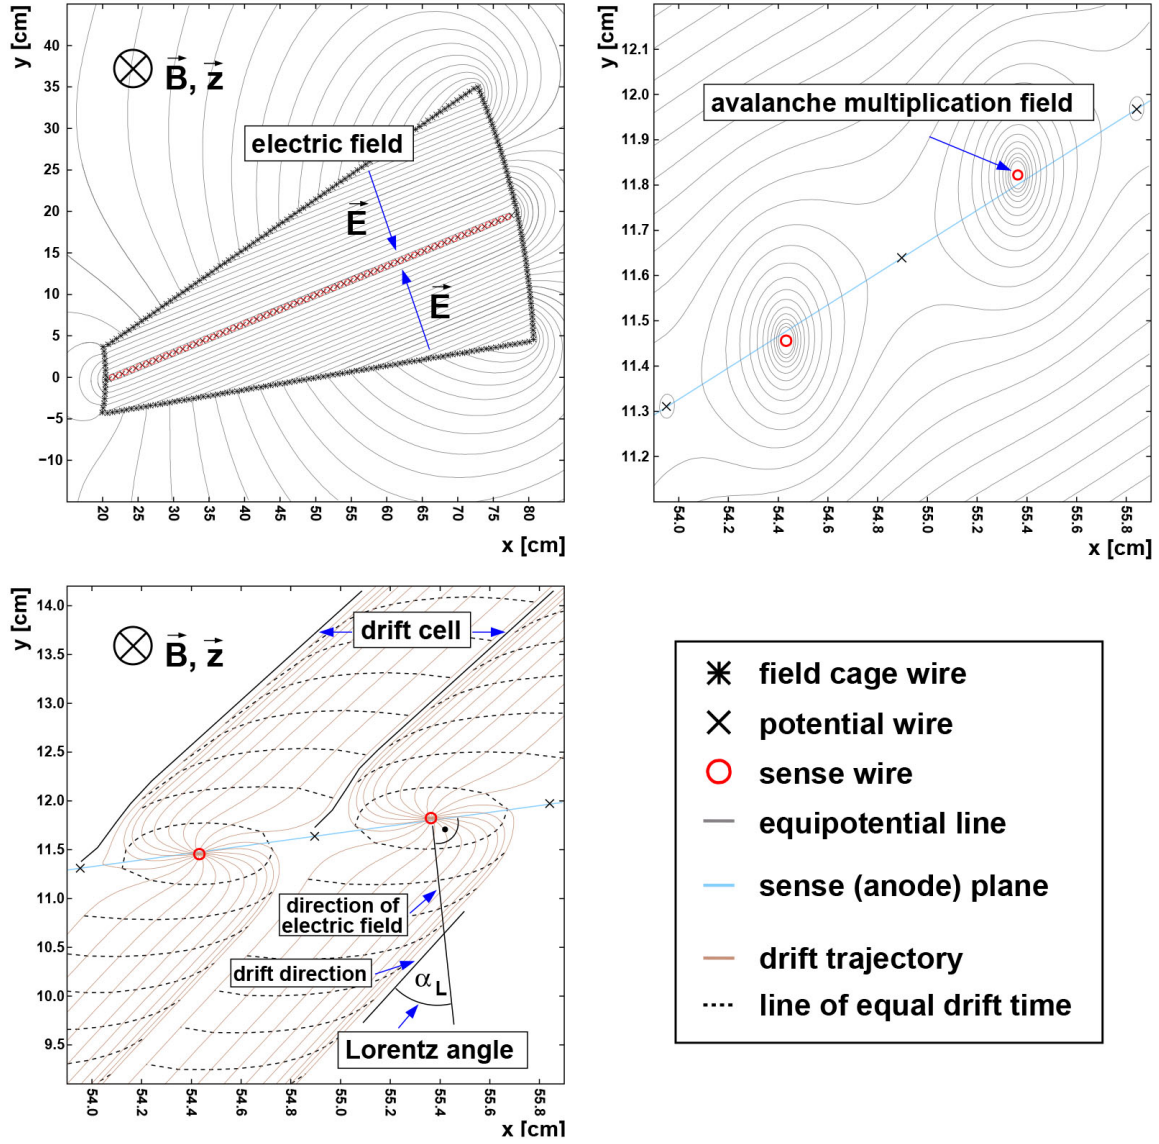 y [cm]
40
35
30
25
20
15
10
5
0
−5
−10
B, z
electric field
E
E
20
25
30
35
40
45
50
55
60
65
70
75
80
x [cm]
y [cm]
12.1
12.0
11.9
11.8
11.7
11.6
11.5
11.4
11.3
11.2
avalanche multiplication field
54.0
54.2
54.4
54.6
54.8
55.0
55.2
55.4
55.6
55.8
x [cm]
y [cm]
14.0
13.5
13.0
12.5
12.0
11.5
11.0
10.5
10.0
9.5
B, z
drift cell
direction of
electric field
drift direction
α L
Lorentz angle
54.0
54.2
54.4
54.6
54.8
55.0
55.2
55.4
55.6
55.8
x [cm]
field cage wire
potential wire
sense wire
equipotential line
sense (anode) plane
drift trajectory
line of equal drift time